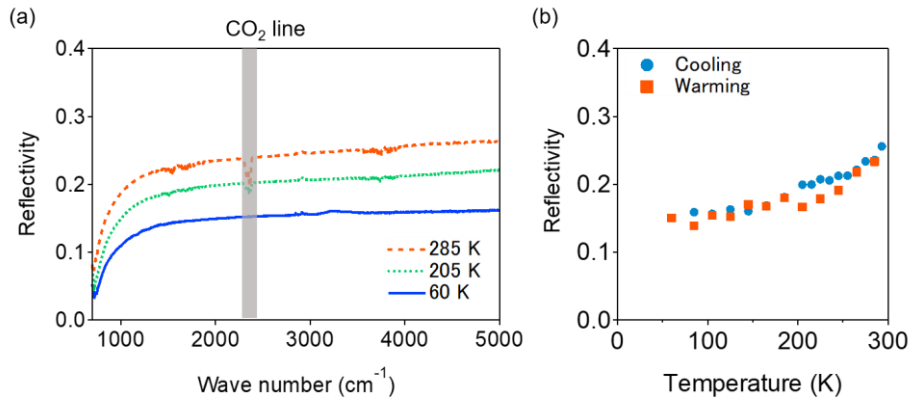 (a)
CO₂ line
0.4
0.3
0.2
0.1
0.0
Reflectivity
285 K
205 K
60 K
1000 2000 3000 4000 5000
Wave number (cm⁻¹)
(b)
0.4
0.3
0.2
0.1
0.0
Reflectivity
Cooling
Warming
0 100 200 300
Temperature (K)